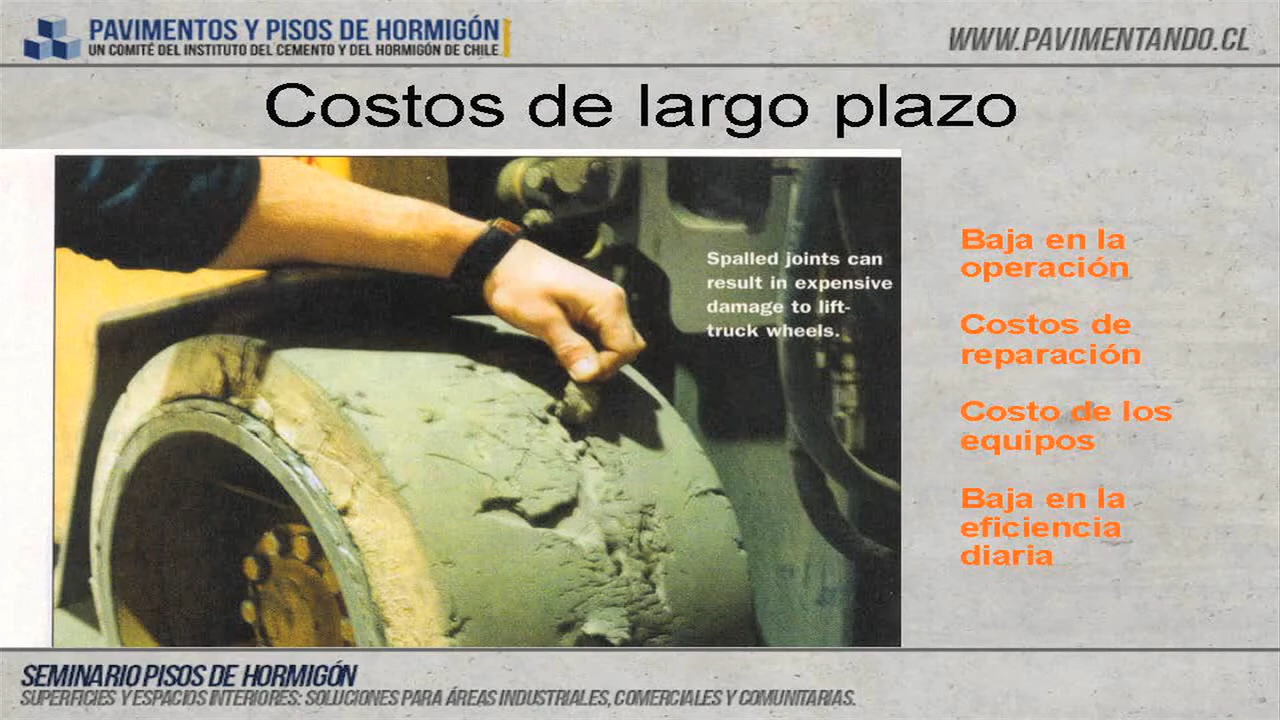 PAVIMENTOS Y PISOS DE HORMIGÓN
UN COMITÉ DEL INSTITUTO DEL CEMENTO Y DEL HORMIGÓN DE CHILE
WWW.PAVIMENTANDO.CL
Costos de largo plazo
Spalled joints can
result in expensive
damage to lift-
truck wheels.
Baja en la
operación
Costos de
reparación
Costo de los
equipos
Baja en la
eficiencia
diaria
SEMINARIO PISOS DE HORMIGÓN
SUPERFICIES Y ESPACIOS INTERIORES: SOLUCIONES PARA ÁREAS INDUSTRIALES, COMERCIALES Y COMUNITARIAS.